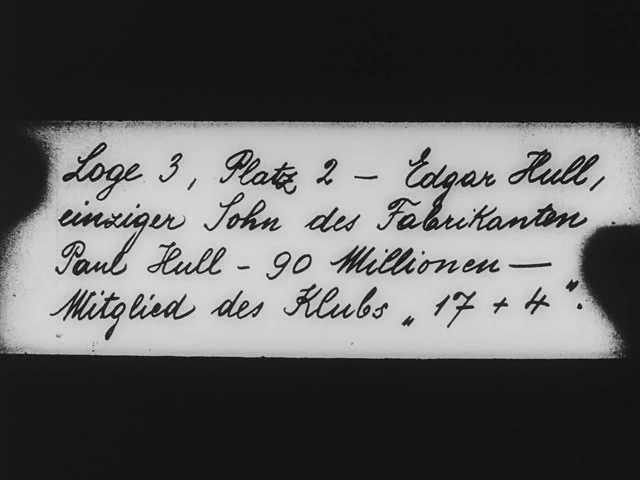 Loge 3, Platz 2 – Edgar Hull,
einziger Sohn des Fabrikanten
Paul Hull – 90 Millionen –
Mitglied des Klubs „17 + 4“.